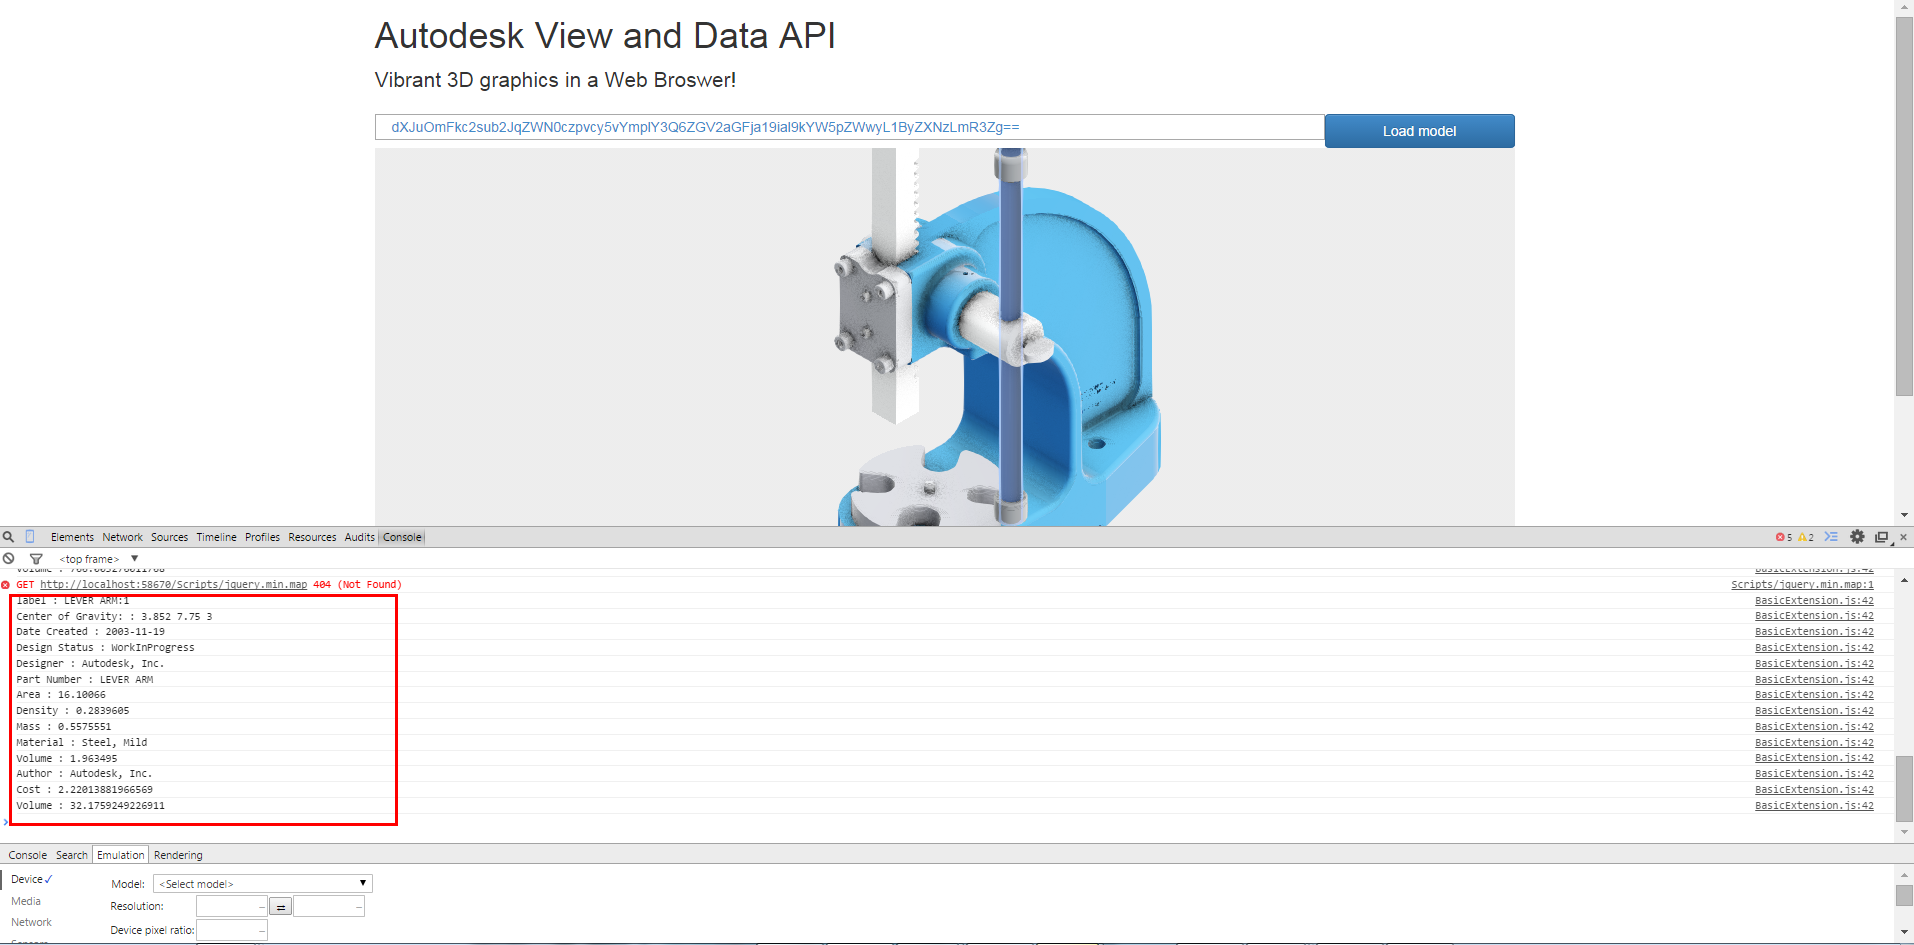 Autodesk View and Data API
Vibrant 3D graphics in a Web Broswer!
dXJuOmFkc2sub2JqZWN0czpvcy5vYmplY3Q6ZGV2aGFja19ial9kYW5pZWwyL1ByZXNzLmR3Zg==
Load model
Elements Network Sources Timeline Profiles Resources Audits Console
5 2
<top frame>
GET http://localhost:58670/Scripts/jquery.min.map 404 (Not Found) Scripts/jquery.min.map:1
label : LEVER ARM:1 BasicExtension.js:42
Center of Gravity: : 3.852 7.75 3 BasicExtension.js:42
Date Created : 2003-11-19 BasicExtension.js:42
Design Status : WorkInProgress BasicExtension.js:42
Designer : Autodesk, Inc. BasicExtension.js:42
Part Number : LEVER ARM BasicExtension.js:42
Area : 16.10066 BasicExtension.js:42
Density : 0.2839605 BasicExtension.js:42
Mass : 0.5575551 BasicExtension.js:42
Material : Steel, Mild BasicExtension.js:42
Volume : 1.963495 BasicExtension.js:42
Author : Autodesk, Inc. BasicExtension.js:42
Cost : 2.22013881966569 BasicExtension.js:42
Volume : 32.1759249226911 BasicExtension.js:42
Console Search Emulation Rendering
Device✓
Model: <Select model>
Media
Resolution: – –
Network
Device pixel ratio: –